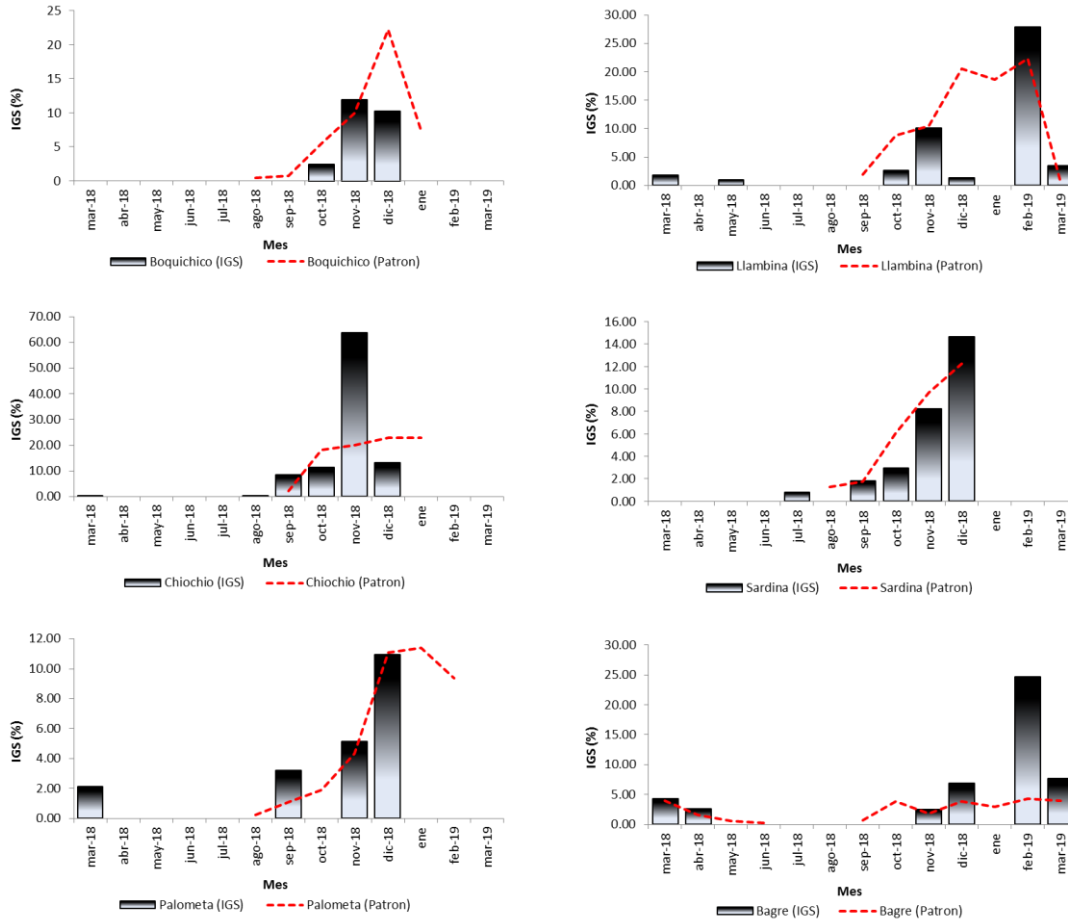 IGS (%)
25
20
15
10
5
0
mar-18 abr-18 may-18 jun-18 jul-18 ago-18 sep-18 oct-18 nov-18 dic-18 ene feb-19 mar-19
Mes
Boquichico (IGS) Boquichico (Patron)
IGS (%)
30.00
25.00
20.00
15.00
10.00
5.00
0.00
mar-18 abr-18 may-18 jun-18 jul-18 ago-18 sep-18 oct-18 nov-18 dic-18 ene feb-19 mar-19
Mes
Llambina (IGS) Llambina (Patron)
IGS (%)
70.00
60.00
50.00
40.00
30.00
20.00
10.00
0.00
mar-18 abr-18 may-18 jun-18 jul-18 ago-18 sep-18 oct-18 nov-18 dic-18 ene feb-19 mar-19
Mes
Chiochio (IGS) Chiochio (Patron)
IGS (%)
16.00
14.00
12.00
10.00
8.00
6.00
4.00
2.00
0.00
mar-18 abr-18 may-18 jun-18 jul-18 ago-18 sep-18 oct-18 nov-18 dic-18 ene feb-19 mar-19
Mes
Sardina (IGS) Sardina (Patron)
IGS (%)
12.00
10.00
8.00
6.00
4.00
2.00
0.00
mar-18 abr-18 may-18 jun-18 jul-18 ago-18 sep-18 oct-18 nov-18 dic-18 ene feb-19 mar-19
Mes
Palometa (IGS) Palometa (Patron)
IGS (%)
30.00
25.00
20.00
15.00
10.00
5.00
0.00
mar-18 abr-18 may-18 jun-18 jul-18 ago-18 sep-18 oct-18 nov-18 dic-18 ene feb-19 mar-19
Mes
Bagre (IGS) Bagre (Patron)